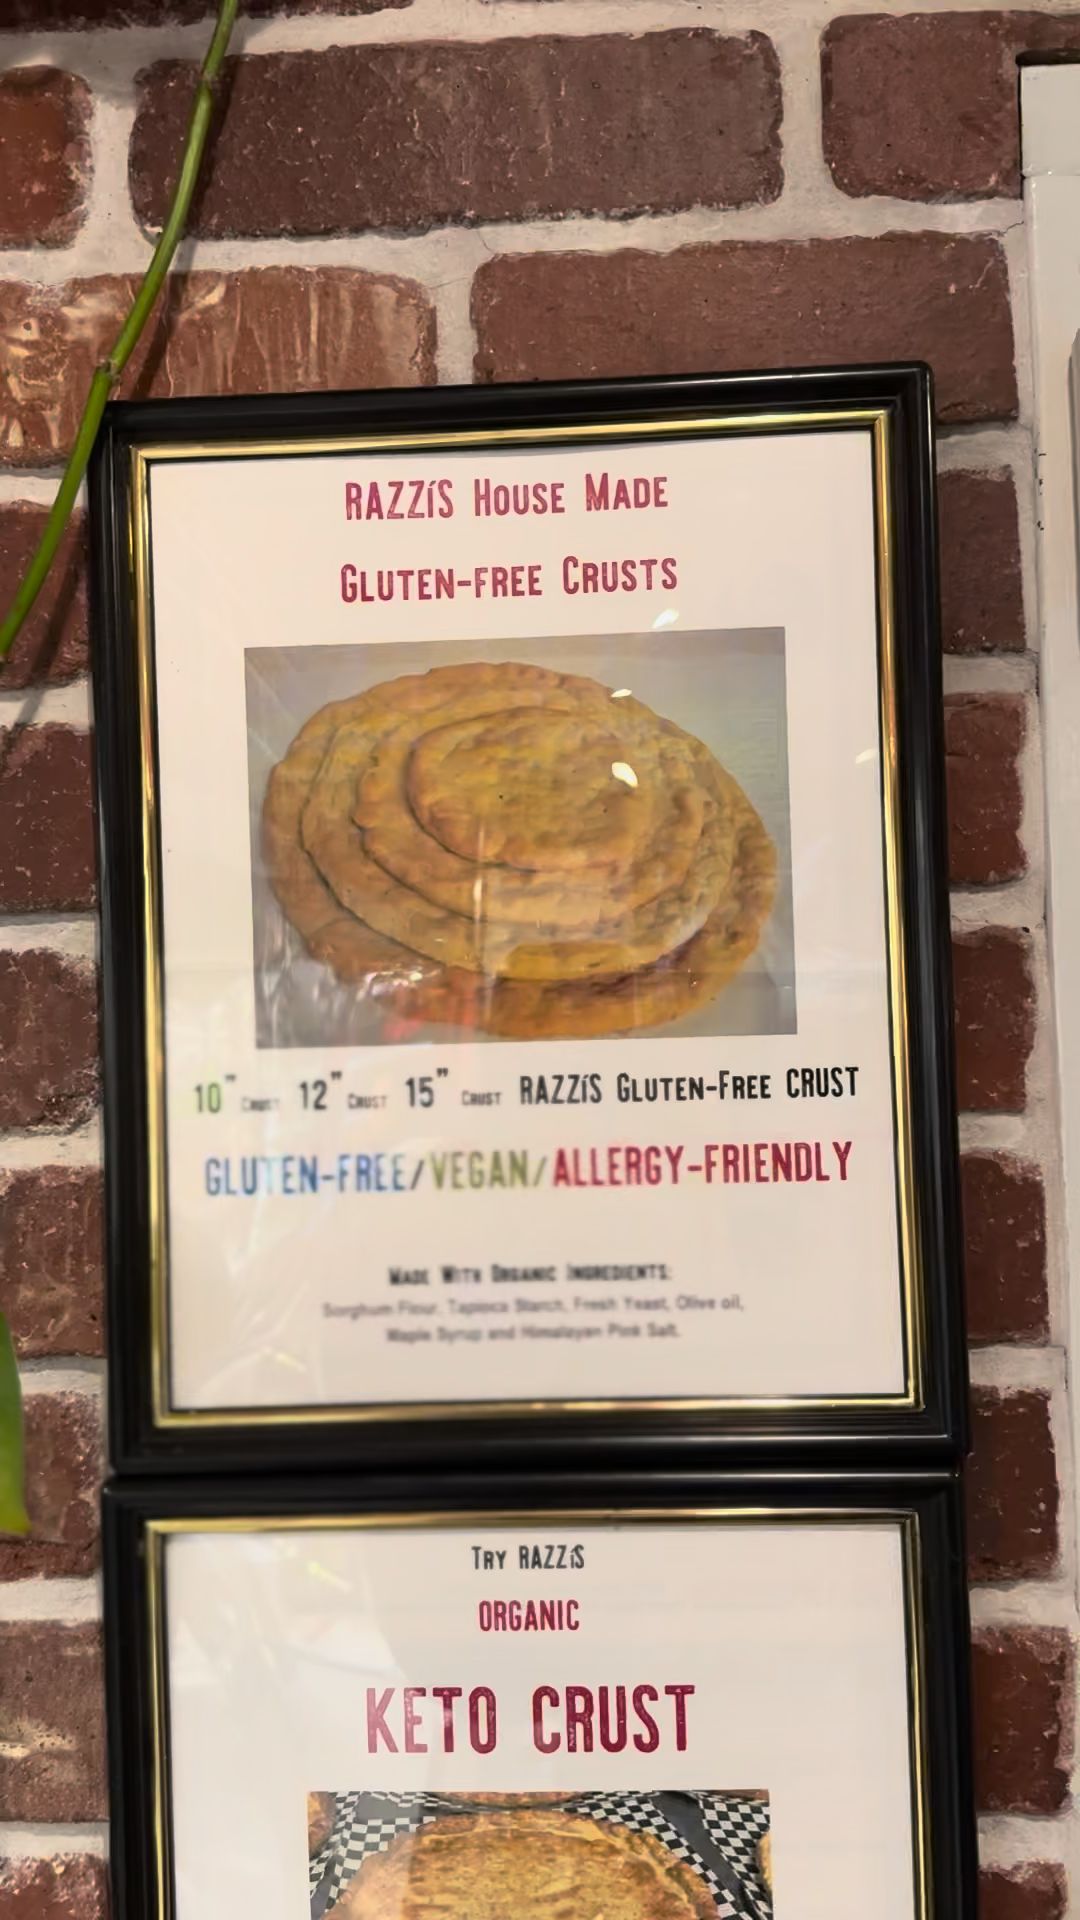 RAZZíS House Made
Gluten-free Crusts
10" Crust 12" Crust 15" Crust RAZZíS Gluten-Free CRUST
GLUTEN-FREE/VEGAN/ALLERGY-FRIENDLY
Made With Organic Ingredients:
Sorghum Flour, Tapioca Starch, Fresh Yeast, Olive oil,
Maple Syrup and Himalayan Pink Salt.
Try RAZZíS
ORGANIC
KETO CRUST